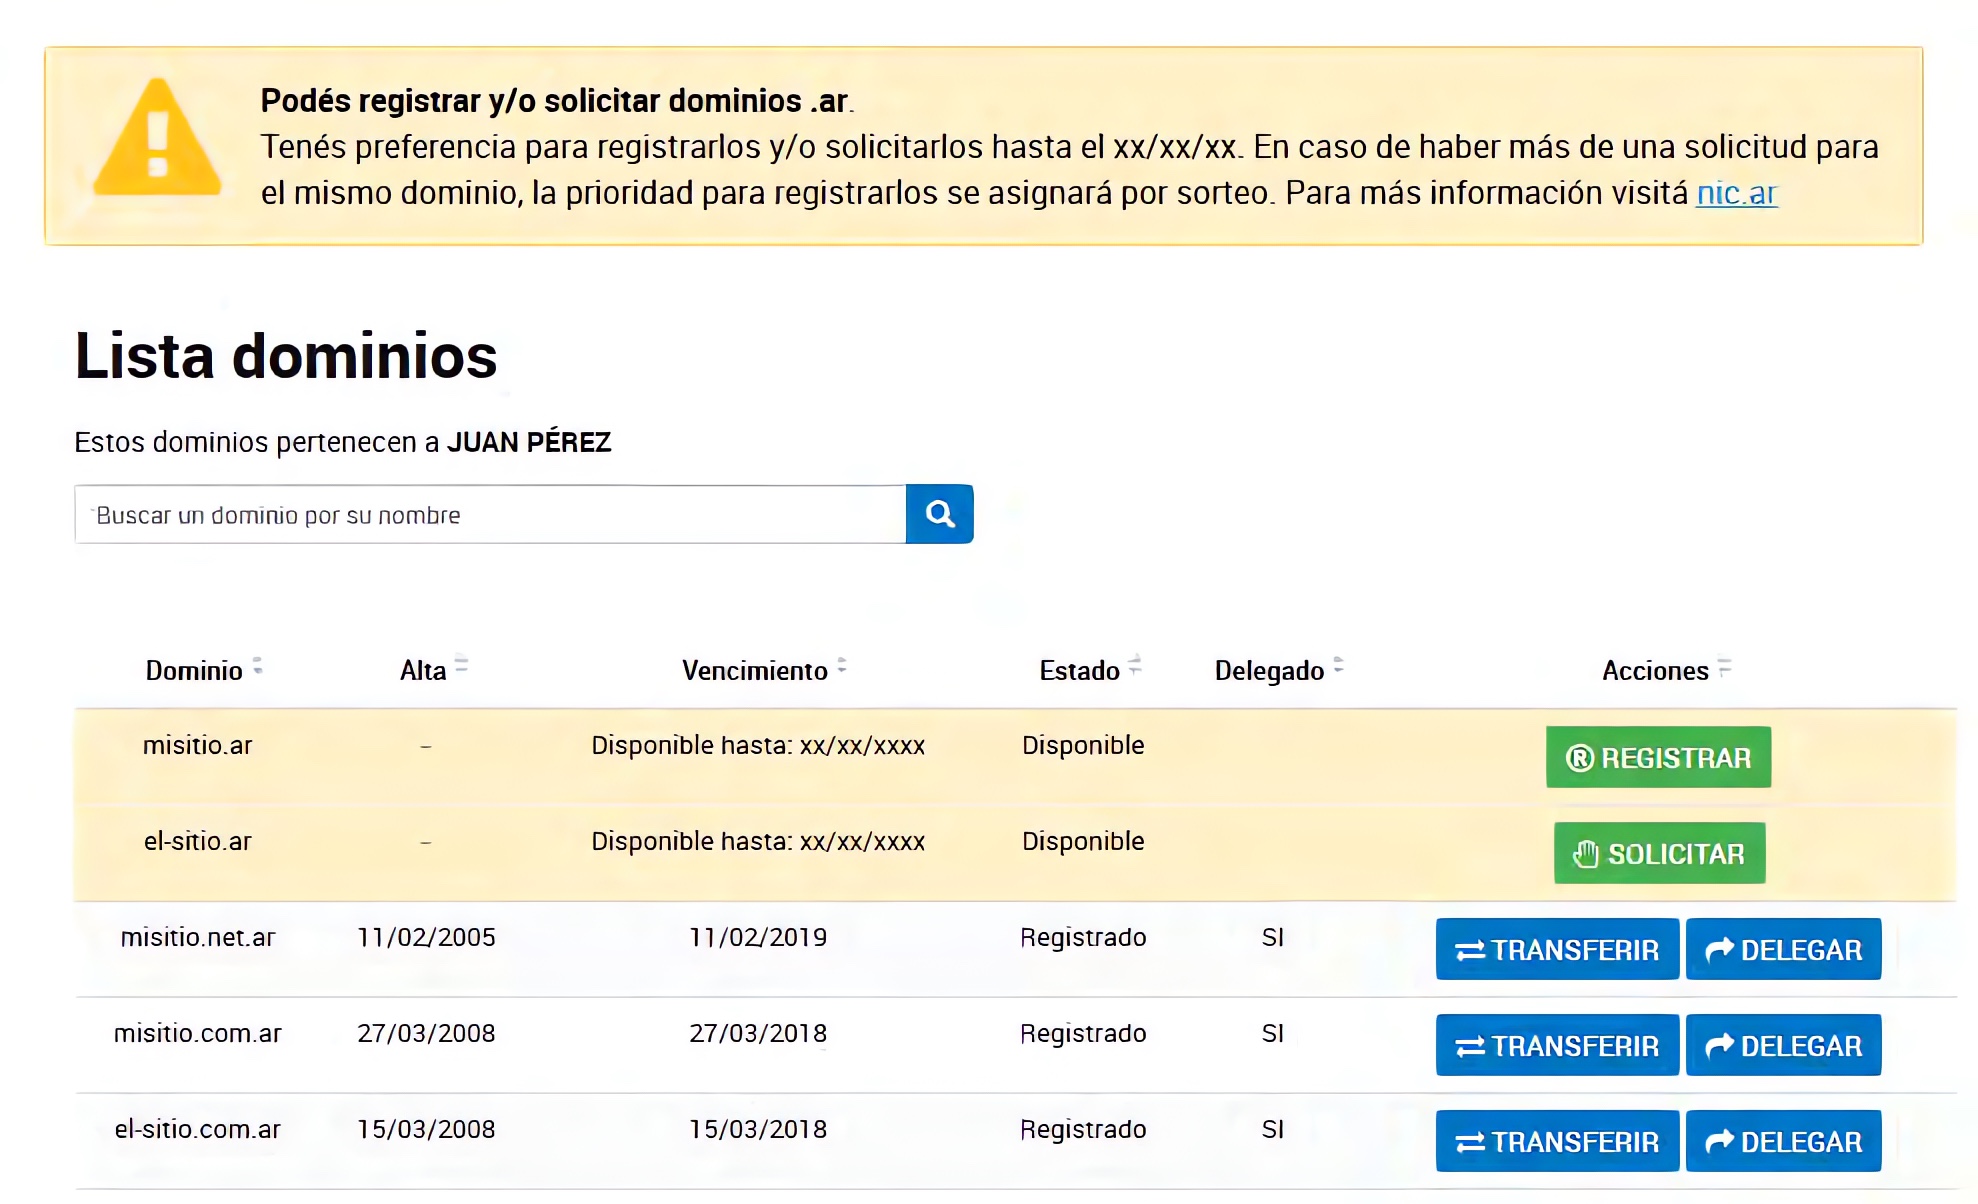 Podés registrar y/o solicitar dominios .ar.
Tenés preferencia para registrarlos y/o solicitarlos hasta el xx/xx/xx. En caso de haber más de una solicitud para
el mismo dominio, la prioridad para registrarlos se asignará por sorteo. Para más información visitá nic.ar
Lista dominios
Estos dominios pertenecen a JUAN PÉREZ
Buscar un dominio por su nombre
Dominio Alta Vencimiento Estado Delegado Acciones
misitio.ar - Disponible hasta: xx/xx/xxxx Disponible ® REGISTRAR
el-sitio.ar - Disponible hasta: xx/xx/xxxx Disponible SOLICITAR
misitio.net.ar 11/02/2005 11/02/2019 Registrado SI TRANSFERIR DELEGAR
misitio.com.ar 27/03/2008 27/03/2018 Registrado SI TRANSFERIR DELEGAR
el-sitio.com.ar 15/03/2008 15/03/2018 Registrado SI TRANSFERIR DELEGAR